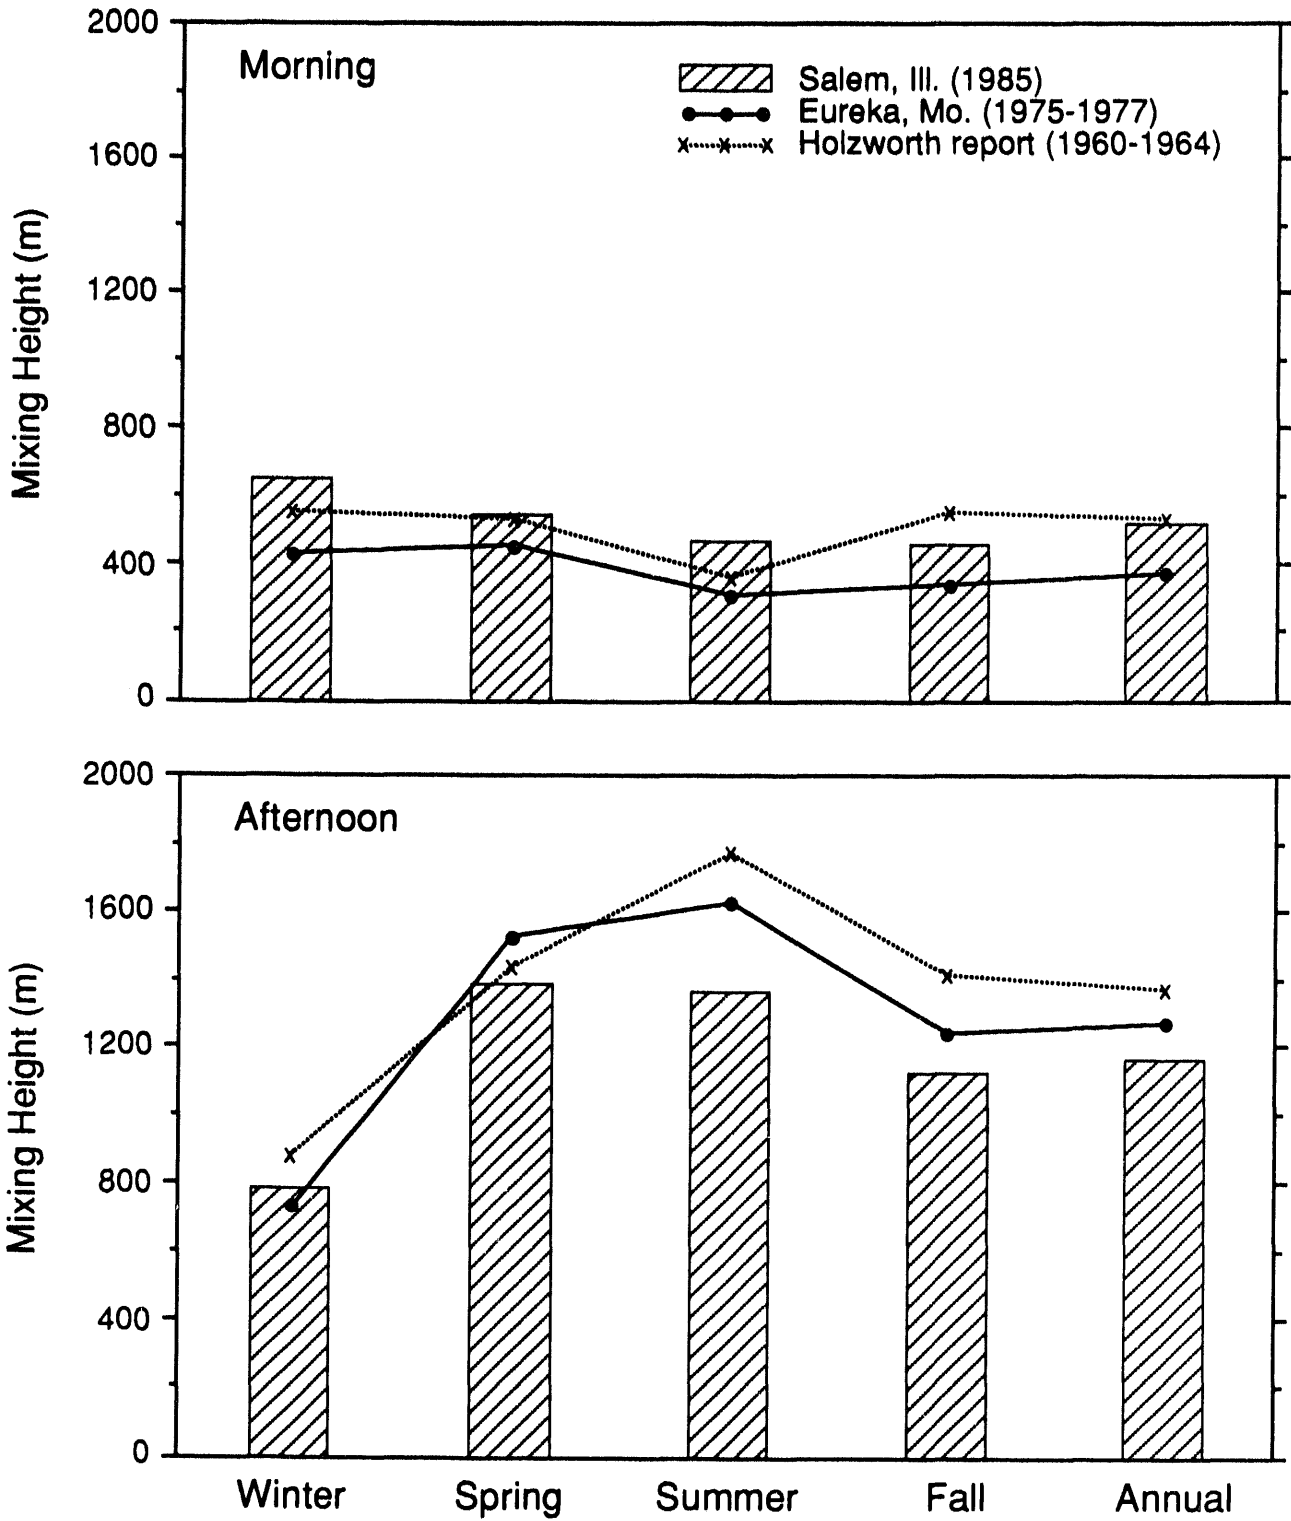 2000
Morning
Salem, Ill. (1985)
Eureka, Mo. (1975-1977)
Holzworth report (1960-1964)
1600
1200
800
400
0
Mixing Height (m)
2000
Afternoon
1600
1200
800
400
0
Mixing Height (m)
Winter Spring Summer Fall Annual